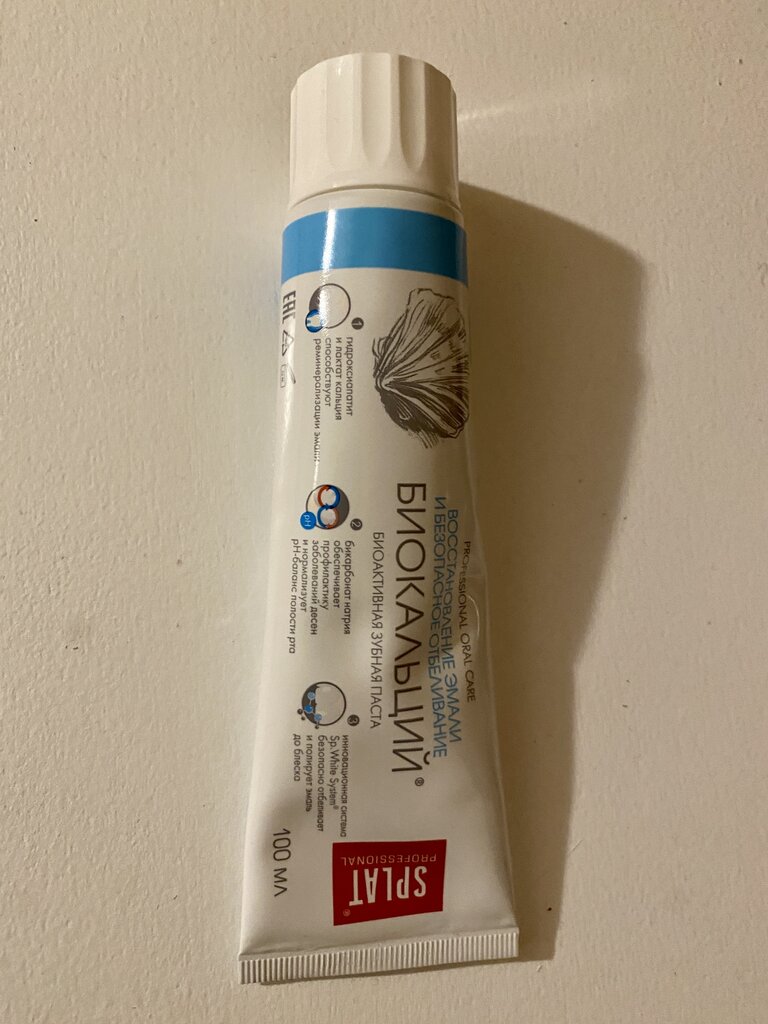 PROFESSIONAL ORAL CARE
ВОССТАНОВЛЕНИЕ ЭМАЛИ
И БЕЗОПАСНОЕ ОТБЕЛИВАНИЕ
БИОКАЛЬЦИЙ®
БИОАКТИВНАЯ ЗУБНАЯ ПАСТА
1
гидроксиапатит
и лактат кальция
способствуют
реминерализации эмали
2
pH
бикарбонат натрия
обеспечивает
профилактику
заболеваний десен
и нормализует
pH-баланс полости рта
3
инновационная система
Sp.White System®
безопасно отбеливает
и полирует эмаль
до блеска
EAC
100 МЛ
SPLAT®
PROFESSIONAL